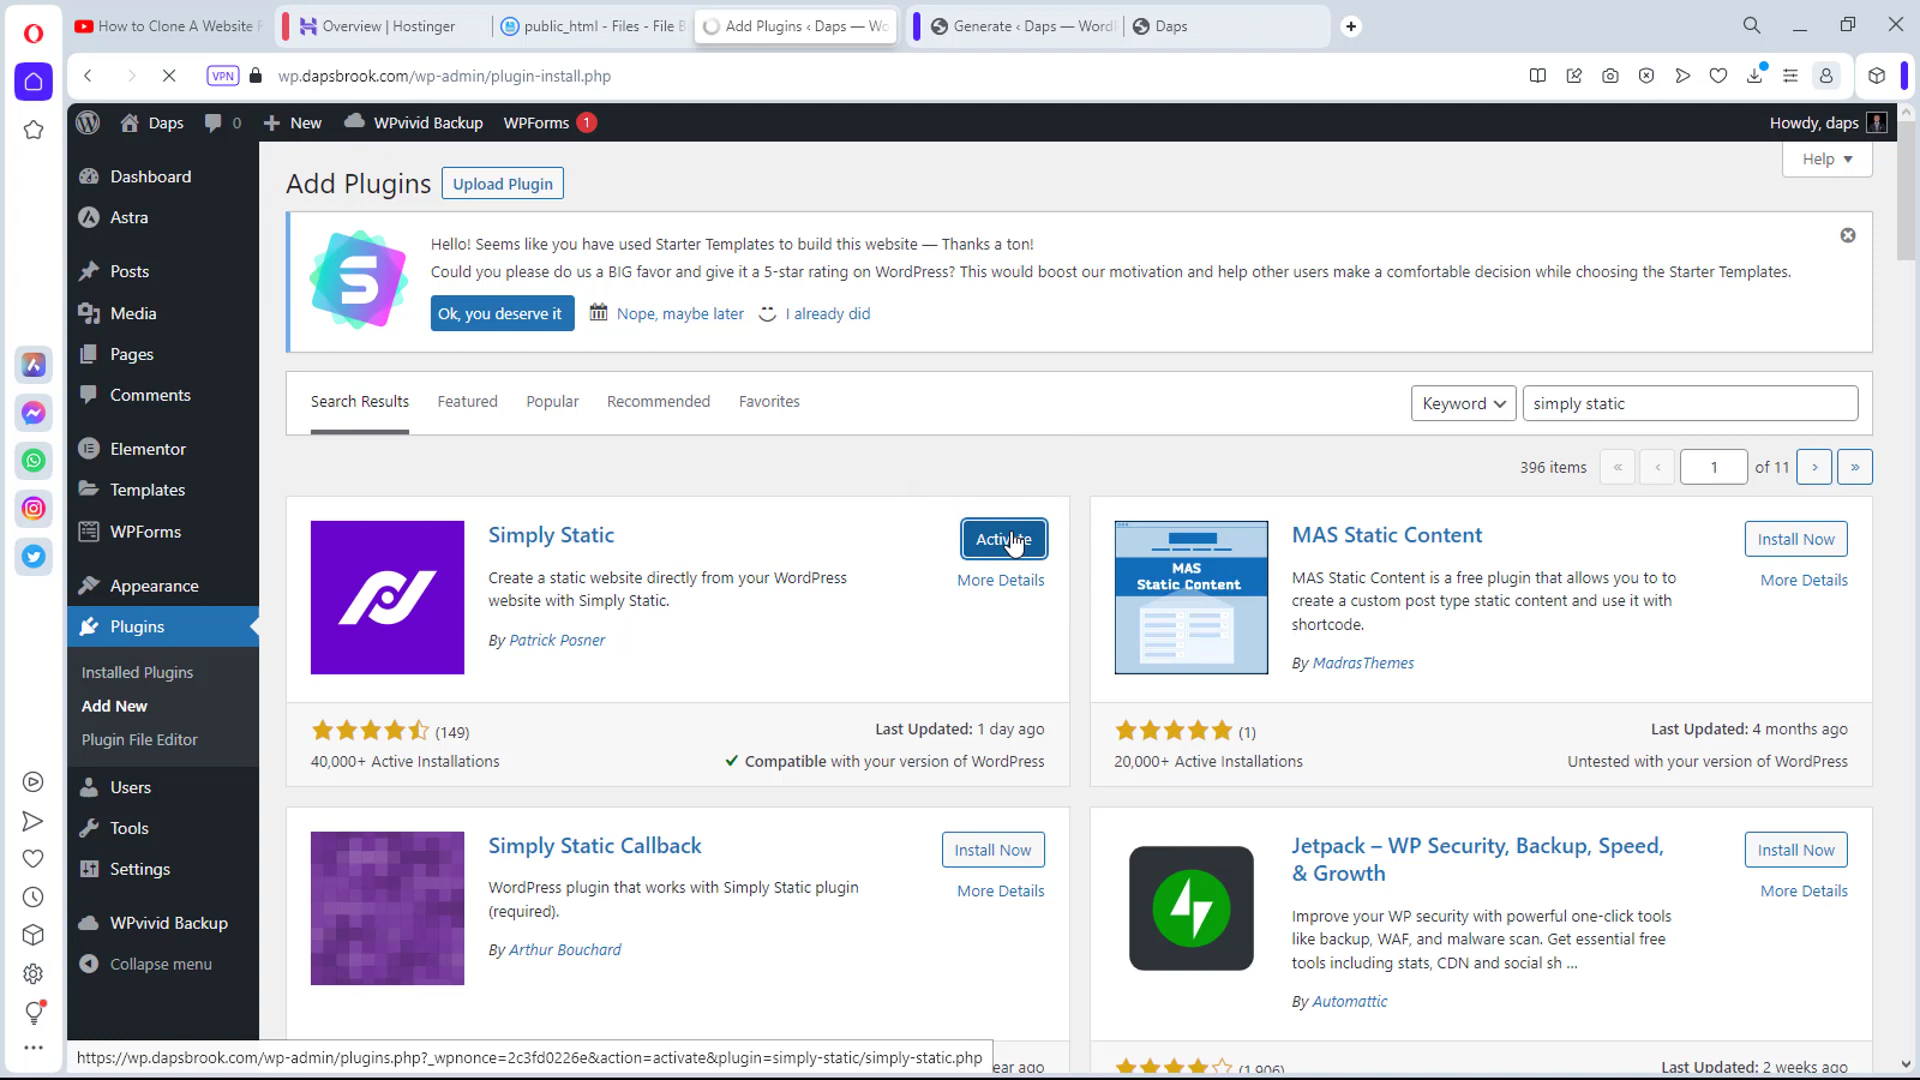 How to Clone A Website F
Overview | Hostinger
public_html - Files - File B
Add Plugins ‹ Daps — Wo
Generate ‹ Daps — WordP
Daps
VPN
wp.dapsbrook.com/wp-admin/plugin-install.php
Daps
0
New
WPvivid Backup
WPForms 1
Howdy, daps
Help
Dashboard
Astra
Posts
Media
Pages
Comments
Elementor
Templates
WPForms
Appearance
Plugins
Installed Plugins
Add New
Plugin File Editor
Users
Tools
Settings
WPvivid Backup
Collapse menu
Add Plugins
Upload Plugin
Hello! Seems like you have used Starter Templates to build this website — Thanks a ton!
Could you please do us a BIG favor and give it a 5-star rating on WordPress? This would boost our motivation and help other users make a comfortable decision while choosing the Starter Templates.
Ok, you deserve it
Nope, maybe later
I already did
Search Results
Featured
Popular
Recommended
Favorites
Keyword
simply static
396 items
«
‹
1
of 11
›
»
Simply Static
Activate
More Details
Create a static website directly from your WordPress
website with Simply Static.
By Patrick Posner
(149)
Last Updated: 1 day ago
40,000+ Active Installations
Compatible with your version of WordPress
MAS Static Content
MAS
Static Content
Install Now
More Details
MAS Static Content is a free plugin that allows you to to
create a custom post type static content and use it with
shortcode.
By MadrasThemes
(1)
Last Updated: 4 months ago
20,000+ Active Installations
Untested with your version of WordPress
Simply Static Callback
Install Now
More Details
WordPress plugin that works with Simply Static plugin
(required).
By Arthur Bouchard
Jetpack – WP Security, Backup, Speed,
& Growth
Install Now
More Details
Improve your WP security with powerful one-click tools
like backup, WAF, and malware scan. Get essential free
tools including stats, CDN and social sh ...
By Automattic
https://wp.dapsbrook.com/wp-admin/plugins.php?_wpnonce=2c3fd0226e&action=activate&plugin=simply-static/simply-static.php
ear ago
(1,906)
Last Updated: 2 weeks ago